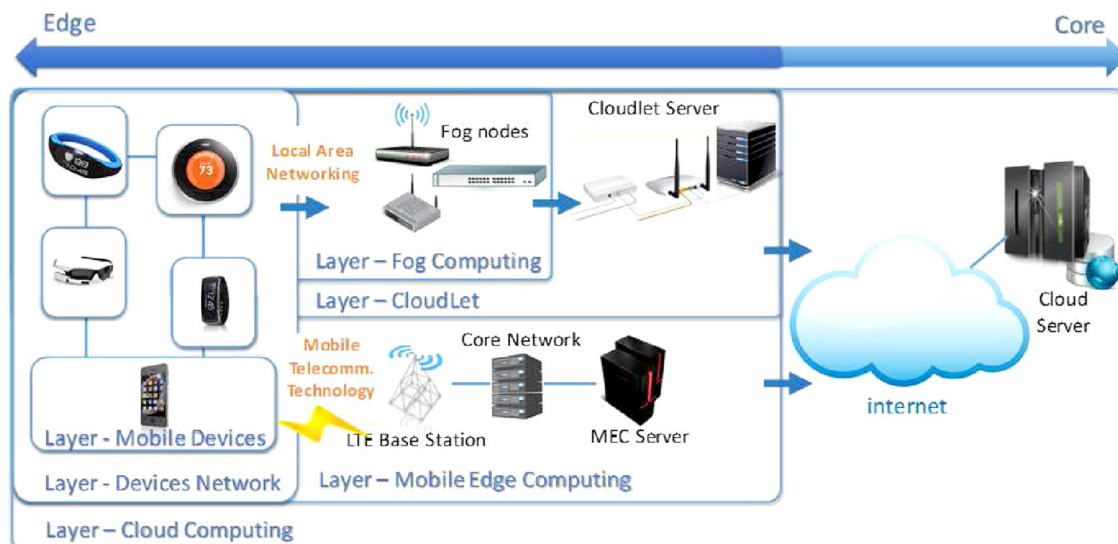 Edge
Core
Cloudlet Server
Fog nodes
Local Area
Networking
73
Layer – Fog Computing
Layer – CloudLet
Cloud
Server
Mobile
Telecomm.
Technology
Core Network
internet
LTE Base Station
MEC Server
Layer - Mobile Devices
Layer - Devices Network
Layer – Mobile Edge Computing
Layer – Cloud Computing